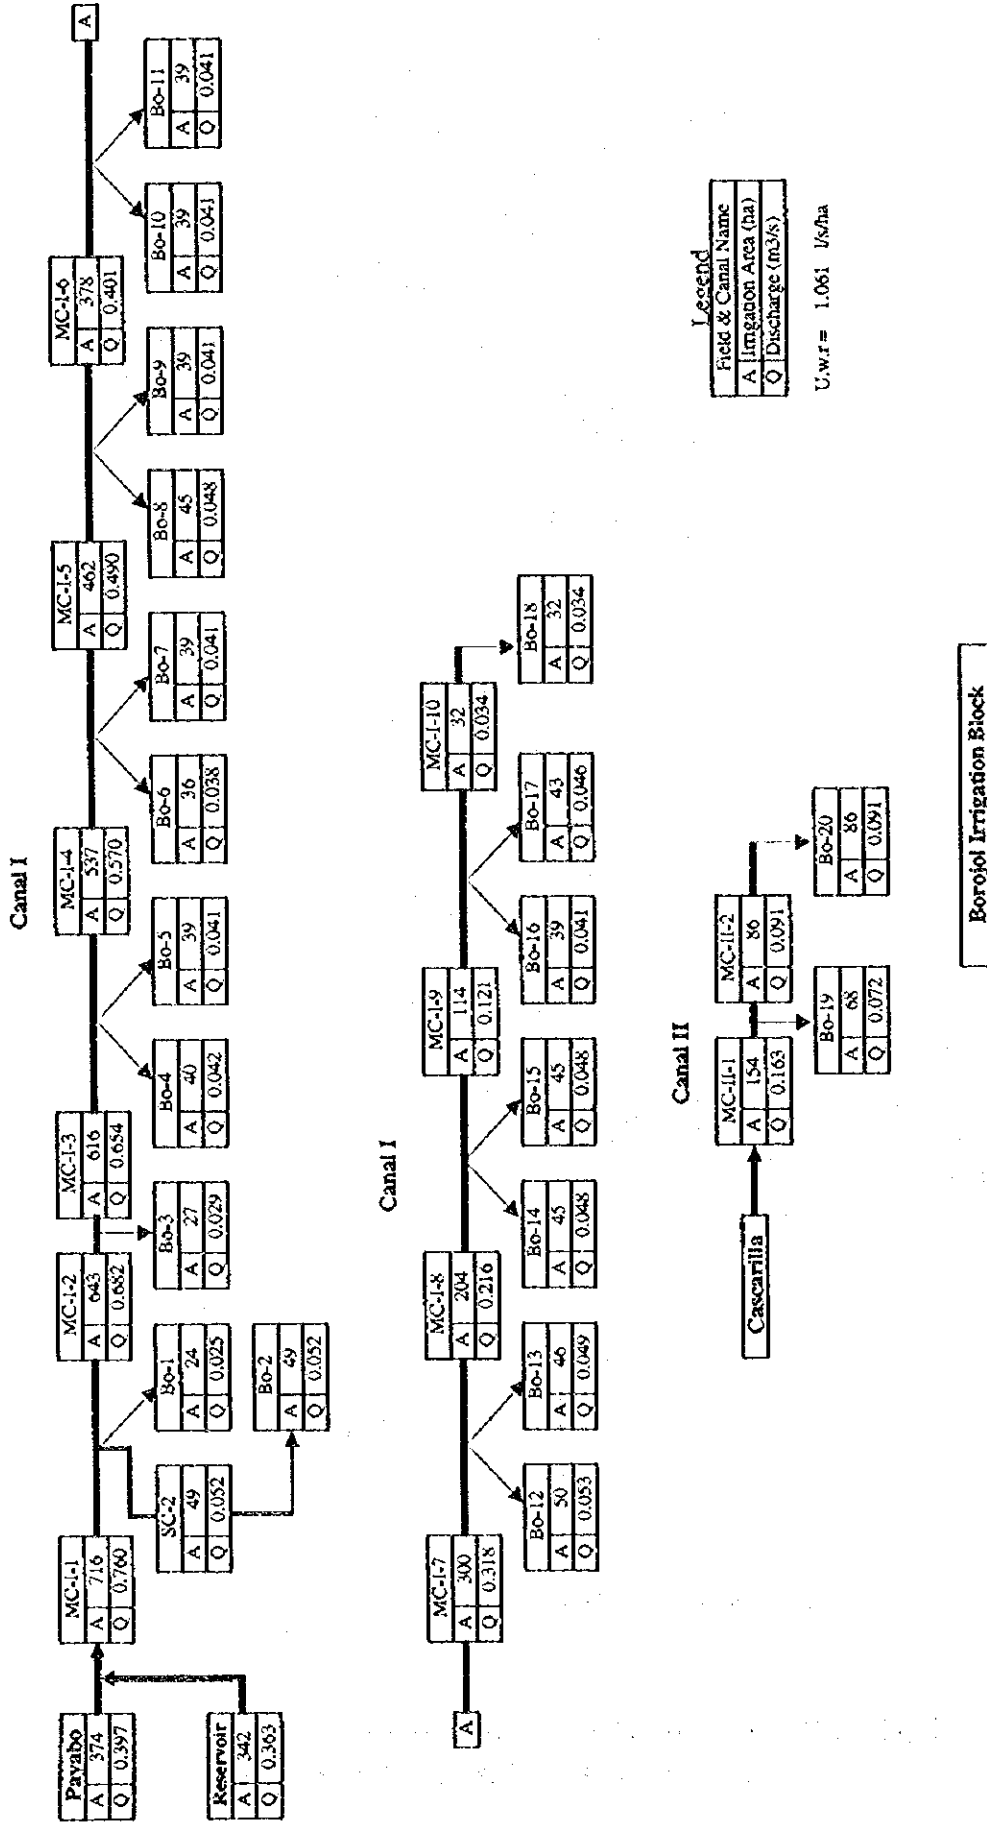 Canal I
Payabo
A 374
Q 0.397
Reservoir
A 342
Q 0.363
MC-I-1
A 716
Q 0.760
SC-2
A 49
Q 0.052
Bo-1
A 24
Q 0.025
Bo-2
A 49
Q 0.052
MC-I-2
A 643
Q 0.682
Bo-3
A 27
Q 0.029
MC-I-3
A 616
Q 0.654
Bo-4
A 40
Q 0.042
Bo-5
A 39
Q 0.041
MC-I-4
A 537
Q 0.570
Bo-6
A 36
Q 0.038
Bo-7
A 39
Q 0.041
MC-I-5
A 462
Q 0.490
Bo-8
A 45
Q 0.048
Bo-9
A 39
Q 0.041
MC-I-6
A 378
Q 0.401
Bo-10
A 39
Q 0.041
Bo-11
A 39
Q 0.041
A
Canal I
A
MC-I-7
A 300
Q 0.318
Bo-12
A 50
Q 0.053
Bo-13
A 46
Q 0.049
MC-I-8
A 204
Q 0.216
Bo-14
A 45
Q 0.048
Bo-15
A 45
Q 0.048
MC-I-9
A 114
Q 0.121
Bo-16
A 39
Q 0.041
Bo-17
A 43
Q 0.046
MC-I-10
A 32
Q 0.034
Bo-18
A 32
Q 0.034
Canal II
Cascarilla
MC-II-1
A 154
Q 0.163
Bo-19
A 68
Q 0.072
MC-II-2
A 86
Q 0.091
Bo-20
A 86
Q 0.091
Legend
Field & Canal Name
A Irrigation Area (ha)
Q Discharge (m3/s)
U.w.r = 1.061 l/s/ha
Borojol Irrigation Block